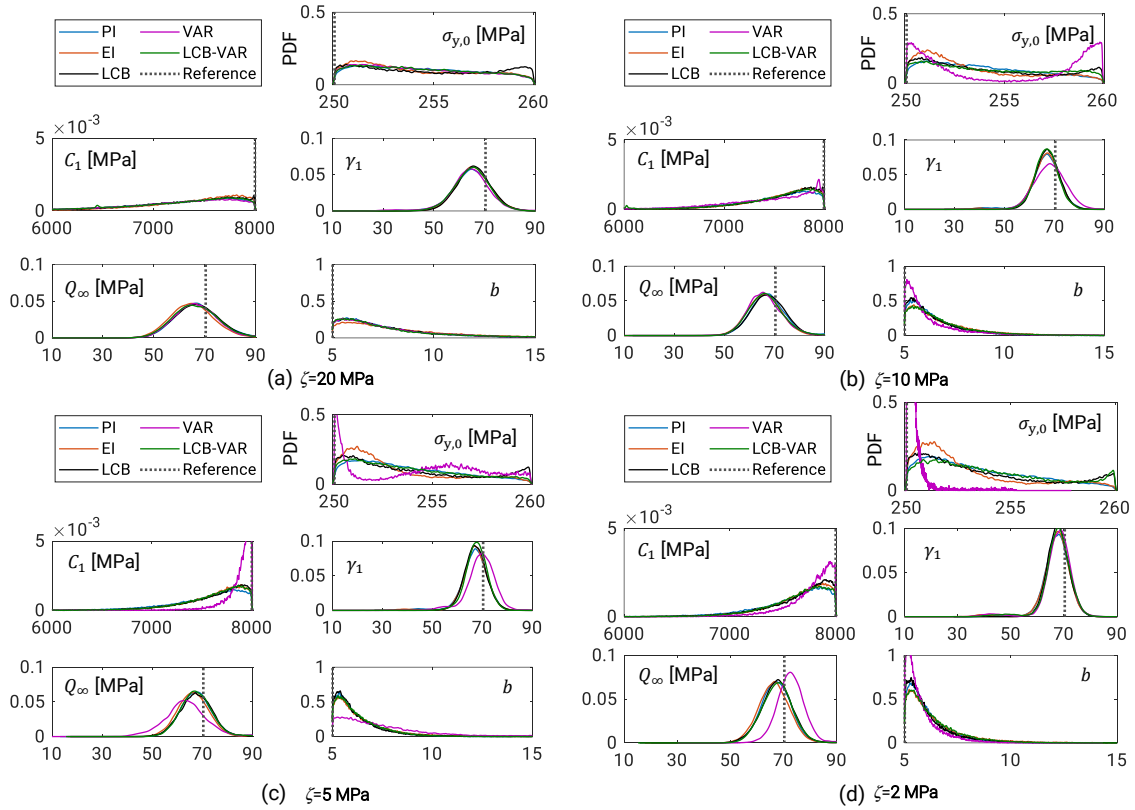 PI VAR
EI LCB-VAR
LCB Reference
PDF
σy,0 [MPa]
0.5
0
250 255 260
×10-3
5
0
C1 [MPa]
6000 7000 8000
0.1
0.05
0
γ1
10 30 50 70 90
0.1
0.05
0
Q∞ [MPa]
10 30 50 70 90
1
0.5
0
b
5 10 15
(a) ζ=20 MPa
PI VAR
EI LCB-VAR
LCB Reference
PDF
σy,0 [MPa]
0.5
0
250 255 260
×10-3
5
0
C1 [MPa]
6000 7000 8000
0.1
0.05
0
γ1
10 30 50 70 90
0.1
0.05
0
Q∞ [MPa]
10 30 50 70 90
1
0.5
0
b
5 10 15
(b) ζ=10 MPa
PI VAR
EI LCB-VAR
LCB Reference
PDF
σy,0 [MPa]
0.5
0
250 255 260
×10-3
5
0
C1 [MPa]
6000 7000 8000
0.1
0.05
0
γ1
10 30 50 70 90
0.1
0.05
0
Q∞ [MPa]
10 30 50 70 90
1
0.5
0
b
5 10 15
(c) ζ=5 MPa
PI VAR
EI LCB-VAR
LCB Reference
PDF
σy,0 [MPa]
0.5
0
250 255 260
×10-3
5
0
C1 [MPa]
6000 7000 8000
0.1
0.05
0
γ1
10 30 50 70 90
0.1
0.05
0
Q∞ [MPa]
10 30 50 70 90
1
0.5
0
b
5 10 15
(d) ζ=2 MPa